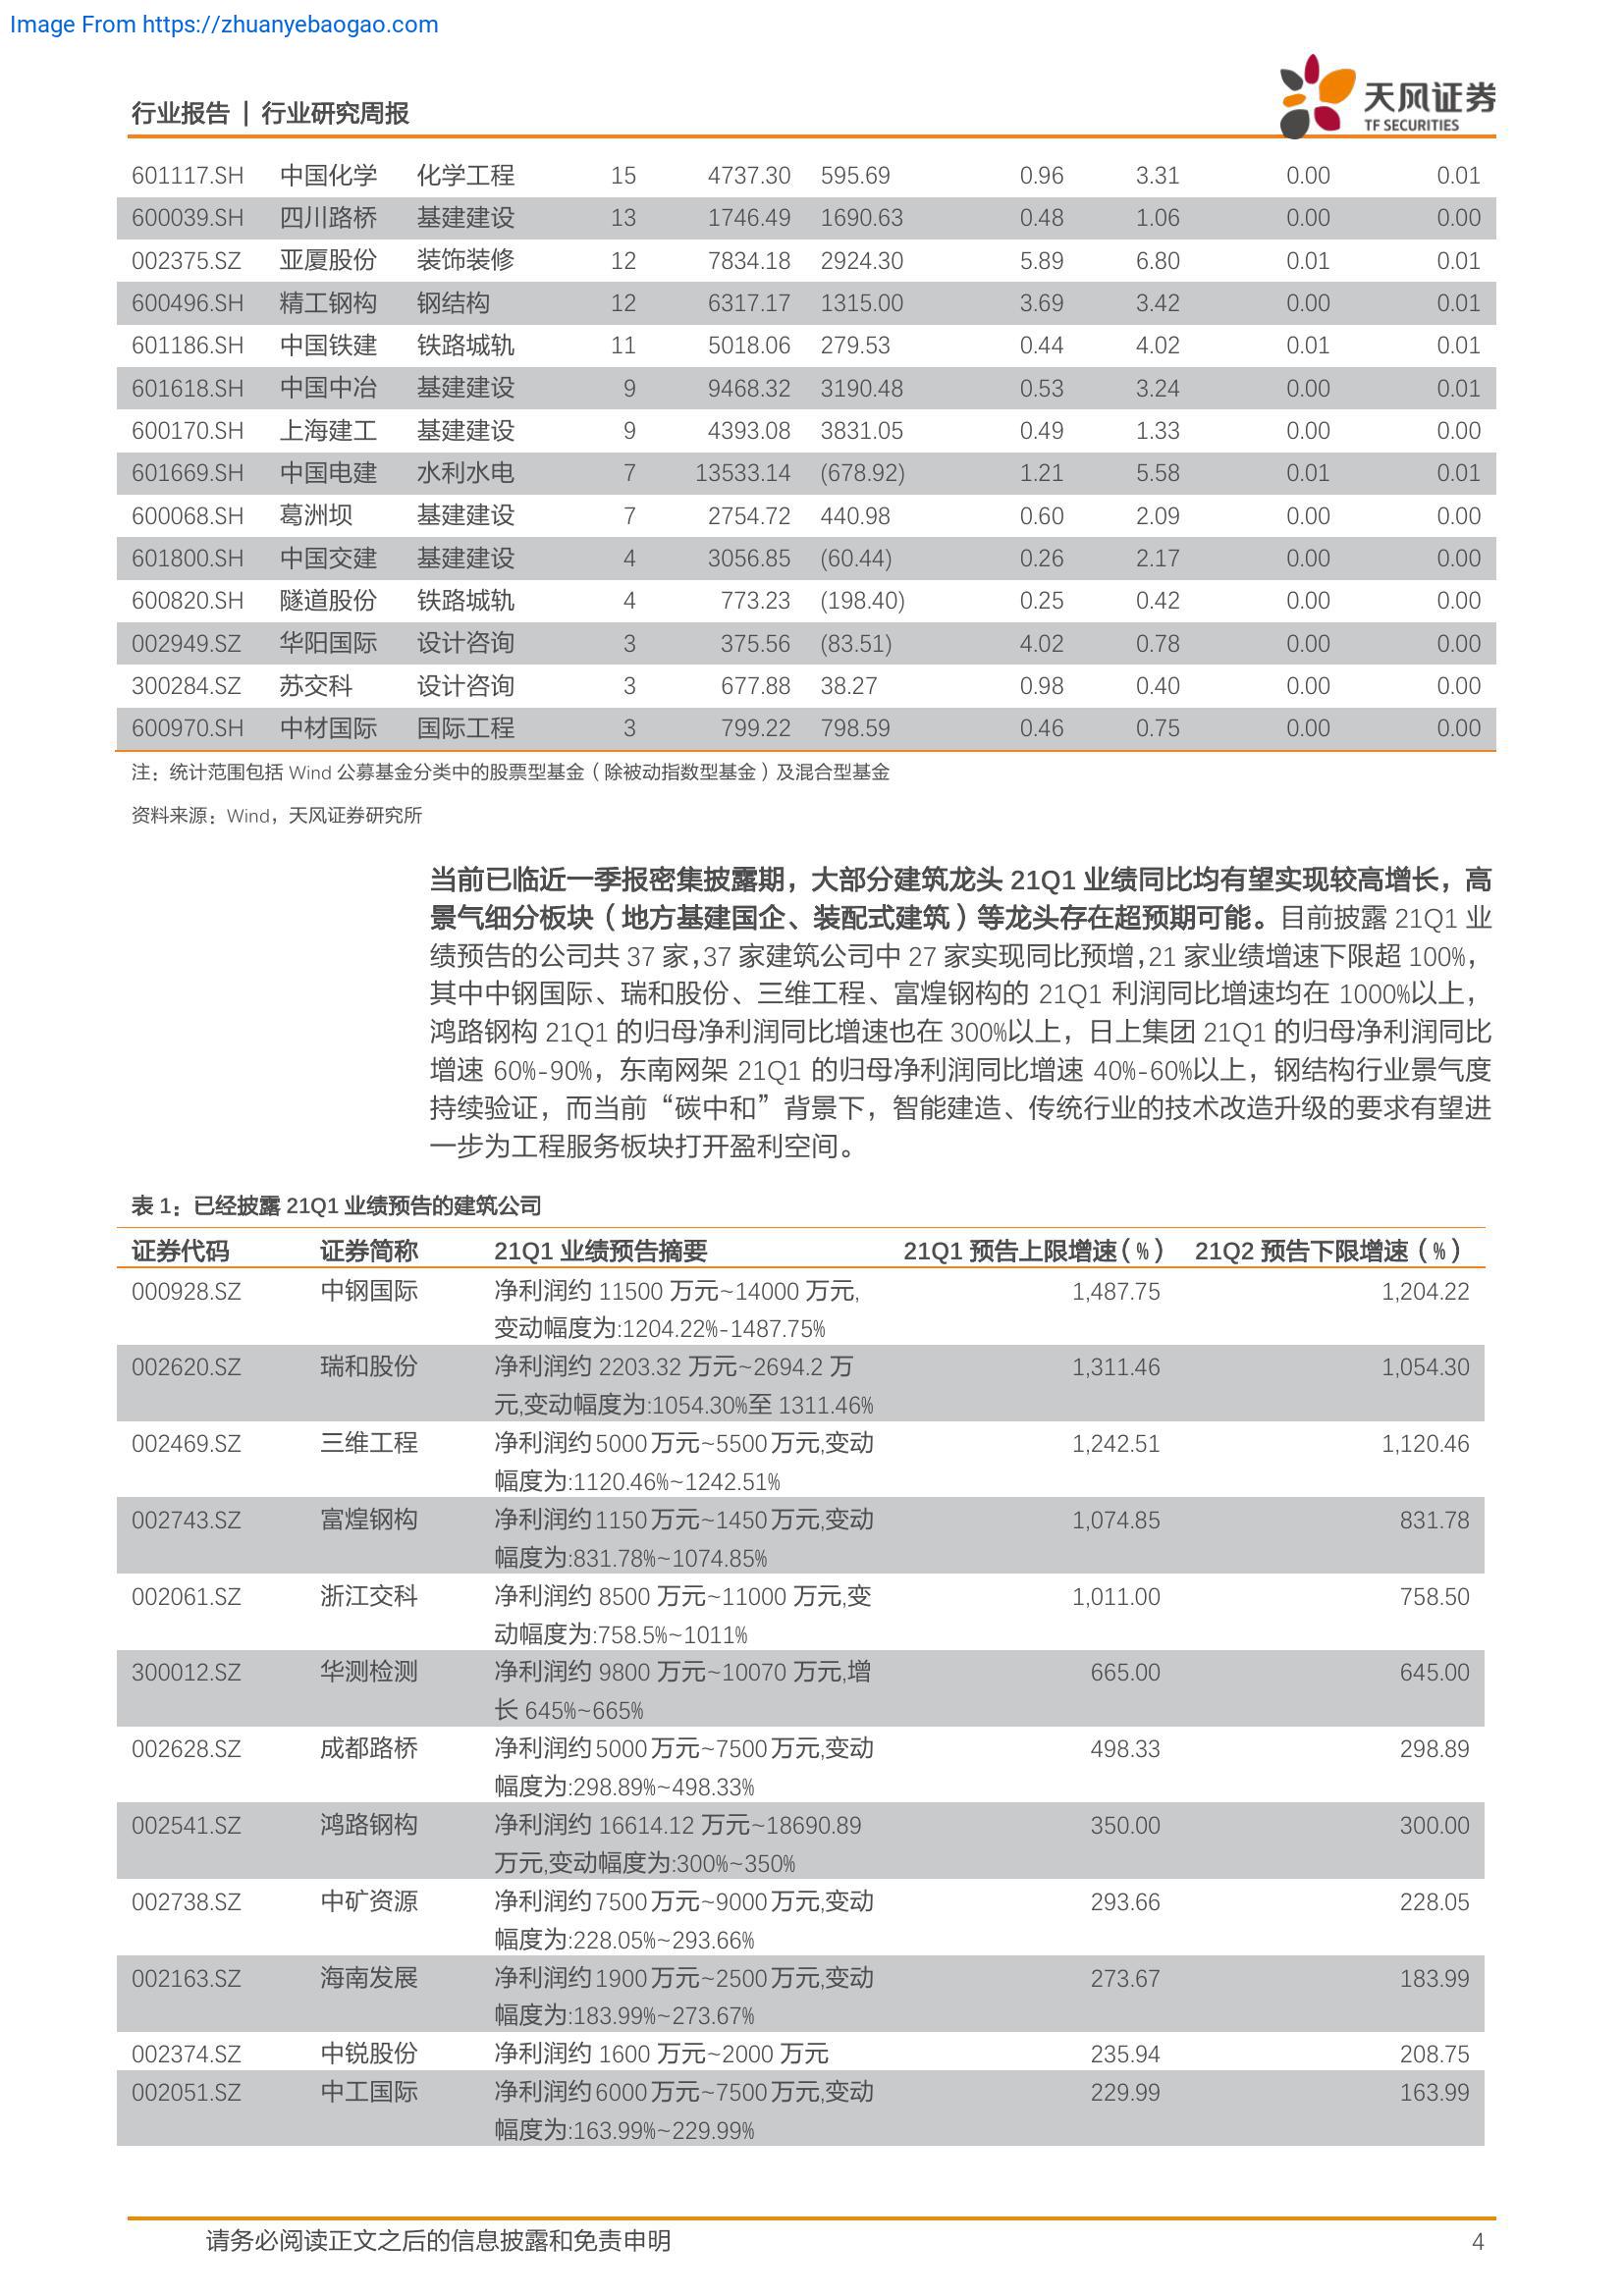 Image From https://zhuanyebaogao.com
行业报告 | 行业研究周报
天风证券
TF SECURITIES
601117.SH 中国化学 化学工程 15 4737.30 595.69 0.96 3.31 0.00 0.01
600039.SH 四川路桥 基建建设 13 1746.49 1690.63 0.48 1.06 0.00 0.00
002375.SZ 亚厦股份 装饰装修 12 7834.18 2924.30 5.89 6.80 0.01 0.01
600496.SH 精工钢构 钢结构 12 6317.17 1315.00 3.69 3.42 0.00 0.01
601186.SH 中国铁建 铁路城轨 11 5018.06 279.53 0.44 4.02 0.01 0.01
601618.SH 中国中冶 基建建设 9 9468.32 3190.48 0.53 3.24 0.00 0.01
600170.SH 上海建工 基建建设 9 4393.08 3831.05 0.49 1.33 0.00 0.00
601669.SH 中国电建 水利水电 7 13533.14 (678.92) 1.21 5.58 0.01 0.01
600068.SH 葛洲坝 基建建设 7 2754.72 440.98 0.60 2.09 0.00 0.00
601800.SH 中国交建 基建建设 4 3056.85 (60.44) 0.26 2.17 0.00 0.00
600820.SH 隧道股份 铁路城轨 4 773.23 (198.40) 0.25 0.42 0.00 0.00
002949.SZ 华阳国际 设计咨询 3 375.56 (83.51) 4.02 0.78 0.00 0.00
300284.SZ 苏交科 设计咨询 3 677.88 38.27 0.98 0.40 0.00 0.00
600970.SH 中材国际 国际工程 3 799.22 798.59 0.46 0.75 0.00 0.00
注：统计范围包括 Wind 公募基金分类中的股票型基金（除被动指数型基金）及混合型基金
资料来源：Wind，天风证券研究所
当前已临近一季报密集披露期，大部分建筑龙头 21Q1 业绩同比均有望实现较高增长，高
景气细分板块（地方基建国企、装配式建筑）等龙头存在超预期可能。目前披露 21Q1 业
绩预告的公司共 37 家，37 家建筑公司中 27 家实现同比预增，21 家业绩增速下限超 100%，
其中中钢国际、瑞和股份、三维工程、富煌钢构的 21Q1 利润同比增速均在 1000%以上，
鸿路钢构 21Q1 的归母净利润同比增速也在 300%以上，日上集团 21Q1 的归母净利润同比
增速 60%-90%，东南网架 21Q1 的归母净利润同比增速 40%-60%以上，钢结构行业景气度
持续验证，而当前“碳中和”背景下，智能建造、传统行业的技术改造升级的要求有望进
一步为工程服务板块打开盈利空间。
表 1：已经披露 21Q1 业绩预告的建筑公司
证券代码 证券简称 21Q1 业绩预告摘要 21Q1 预告上限增速（%） 21Q2 预告下限增速（%）
000928.SZ 中钢国际 净利润约 11500 万元~14000 万元, 1,487.75 1,204.22
变动幅度为:1204.22%-1487.75%
002620.SZ 瑞和股份 净利润约 2203.32 万元~2694.2 万 1,311.46 1,054.30
元,变动幅度为:1054.30%至 1311.46%
002469.SZ 三维工程 净利润约 5000 万元~5500 万元,变动 1,242.51 1,120.46
幅度为:1120.46%~1242.51%
002743.SZ 富煌钢构 净利润约 1150 万元~1450 万元,变动 1,074.85 831.78
幅度为:831.78%~1074.85%
002061.SZ 浙江交科 净利润约 8500 万元~11000 万元,变 1,011.00 758.50
动幅度为:758.5%~1011%
300012.SZ 华测检测 净利润约 9800 万元~10070 万元,增 665.00 645.00
长 645%~665%
002628.SZ 成都路桥 净利润约 5000 万元~7500 万元,变动 498.33 298.89
幅度为:298.89%~498.33%
002541.SZ 鸿路钢构 净利润约 16614.12 万元~18690.89 350.00 300.00
万元,变动幅度为:300%~350%
002738.SZ 中矿资源 净利润约 7500 万元~9000 万元,变动 293.66 228.05
幅度为:228.05%~293.66%
002163.SZ 海南发展 净利润约 1900 万元~2500 万元,变动 273.67 183.99
幅度为:183.99%~273.67%
002374.SZ 中锐股份 净利润约 1600 万元~2000 万元 235.94 208.75
002051.SZ 中工国际 净利润约 6000 万元~7500 万元,变动 229.99 163.99
幅度为:163.99%~229.99%
请务必阅读正文之后的信息披露和免责申明 4